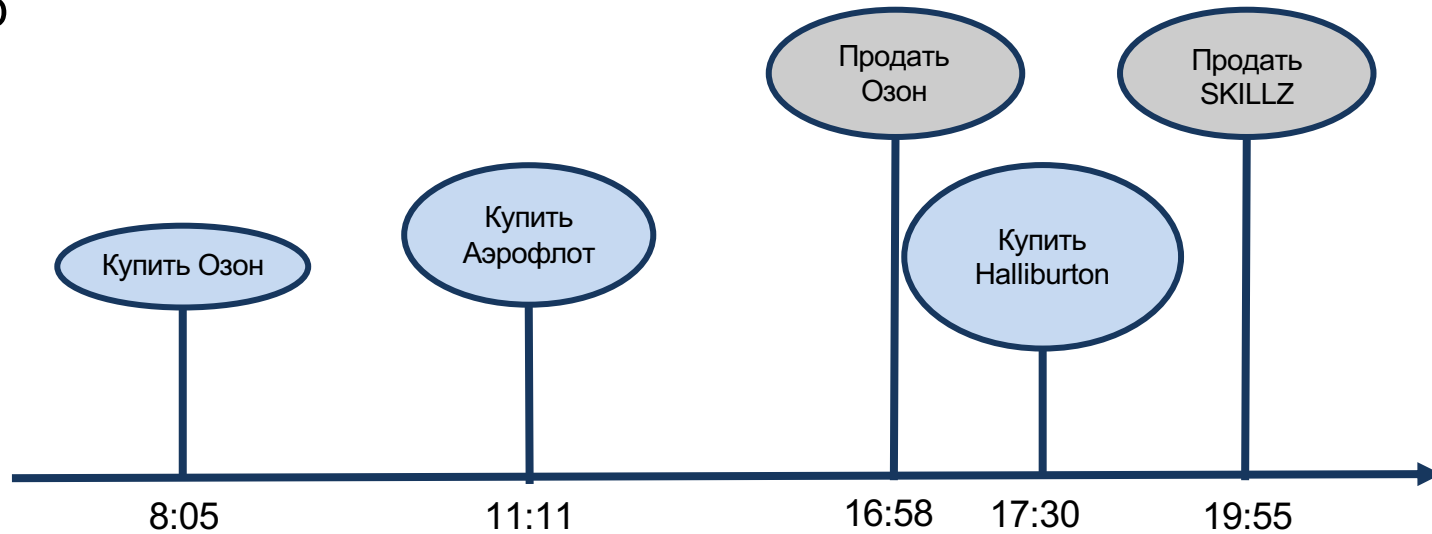 Продать
Озон
Продать
SKILLZ
Купить
Аэрофлот
Купить Озон
Купить
Halliburton
8:05
11:11
16:58
17:30
19:55